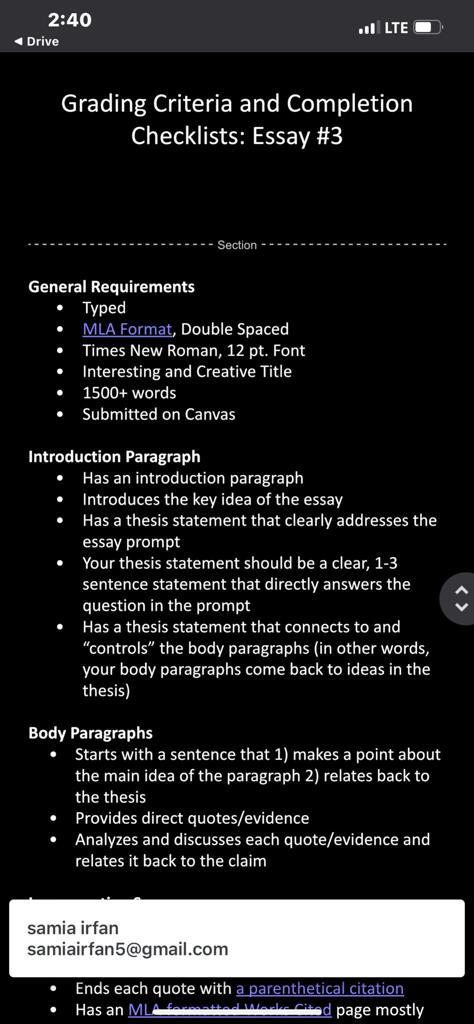 2:40
LTE
◀ Drive
Grading Criteria and Completion
Checklists: Essay #3
Section
General Requirements
• Typed
• MLA Format, Double Spaced
• Times New Roman, 12 pt. Font
• Interesting and Creative Title
• 1500+ words
• Submitted on Canvas
Introduction Paragraph
• Has an introduction paragraph
• Introduces the key idea of the essay
• Has a thesis statement that clearly addresses the
essay prompt
• Your thesis statement should be a clear, 1-3
sentence statement that directly answers the
question in the prompt
• Has a thesis statement that connects to and
“controls” the body paragraphs (in other words,
your body paragraphs come back to ideas in the
thesis)
Body Paragraphs
• Starts with a sentence that 1) makes a point about
the main idea of the paragraph 2) relates back to
the thesis
• Provides direct quotes/evidence
• Analyzes and discusses each quote/evidence and
relates it back to the claim
samia irfan
samiairfan5@gmail.com
• Ends each quote with a parenthetical citation
• Has an MLA formatted Works Cited page mostly